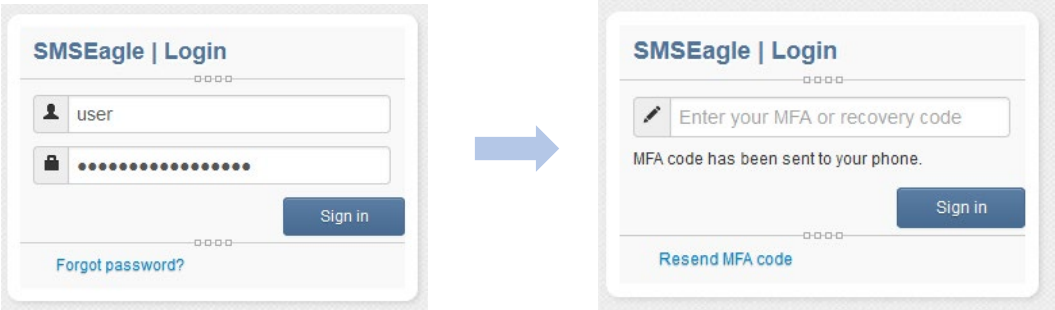 SMSEagle | Login
user
•••••••••••••••••
Sign in
Forgot password?
SMSEagle | Login
Enter your MFA or recovery code
MFA code has been sent to your phone.
Sign in
Resend MFA code